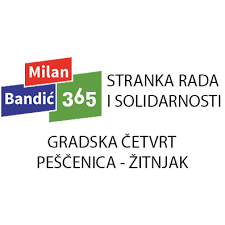 Milan
Bandić 365
STRANKA RADA
I SOLIDARNOSTI
GRADSKA ČETVRT
PEŠČENICA - ŽITNJAK